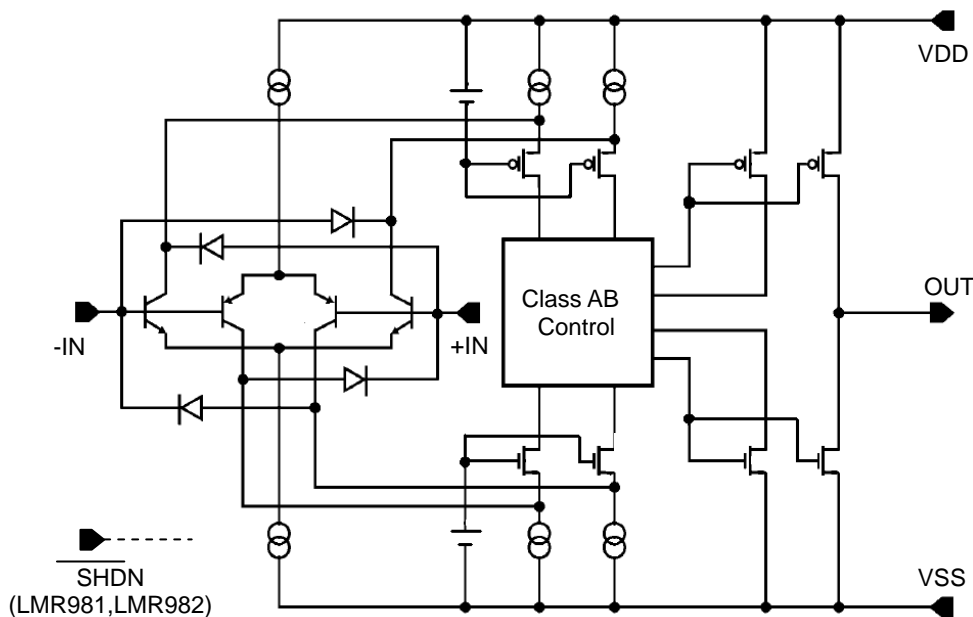 VDD
Class AB
Control
OUT
-IN
+IN
SHDN
(LMR981,LMR982)
VSS